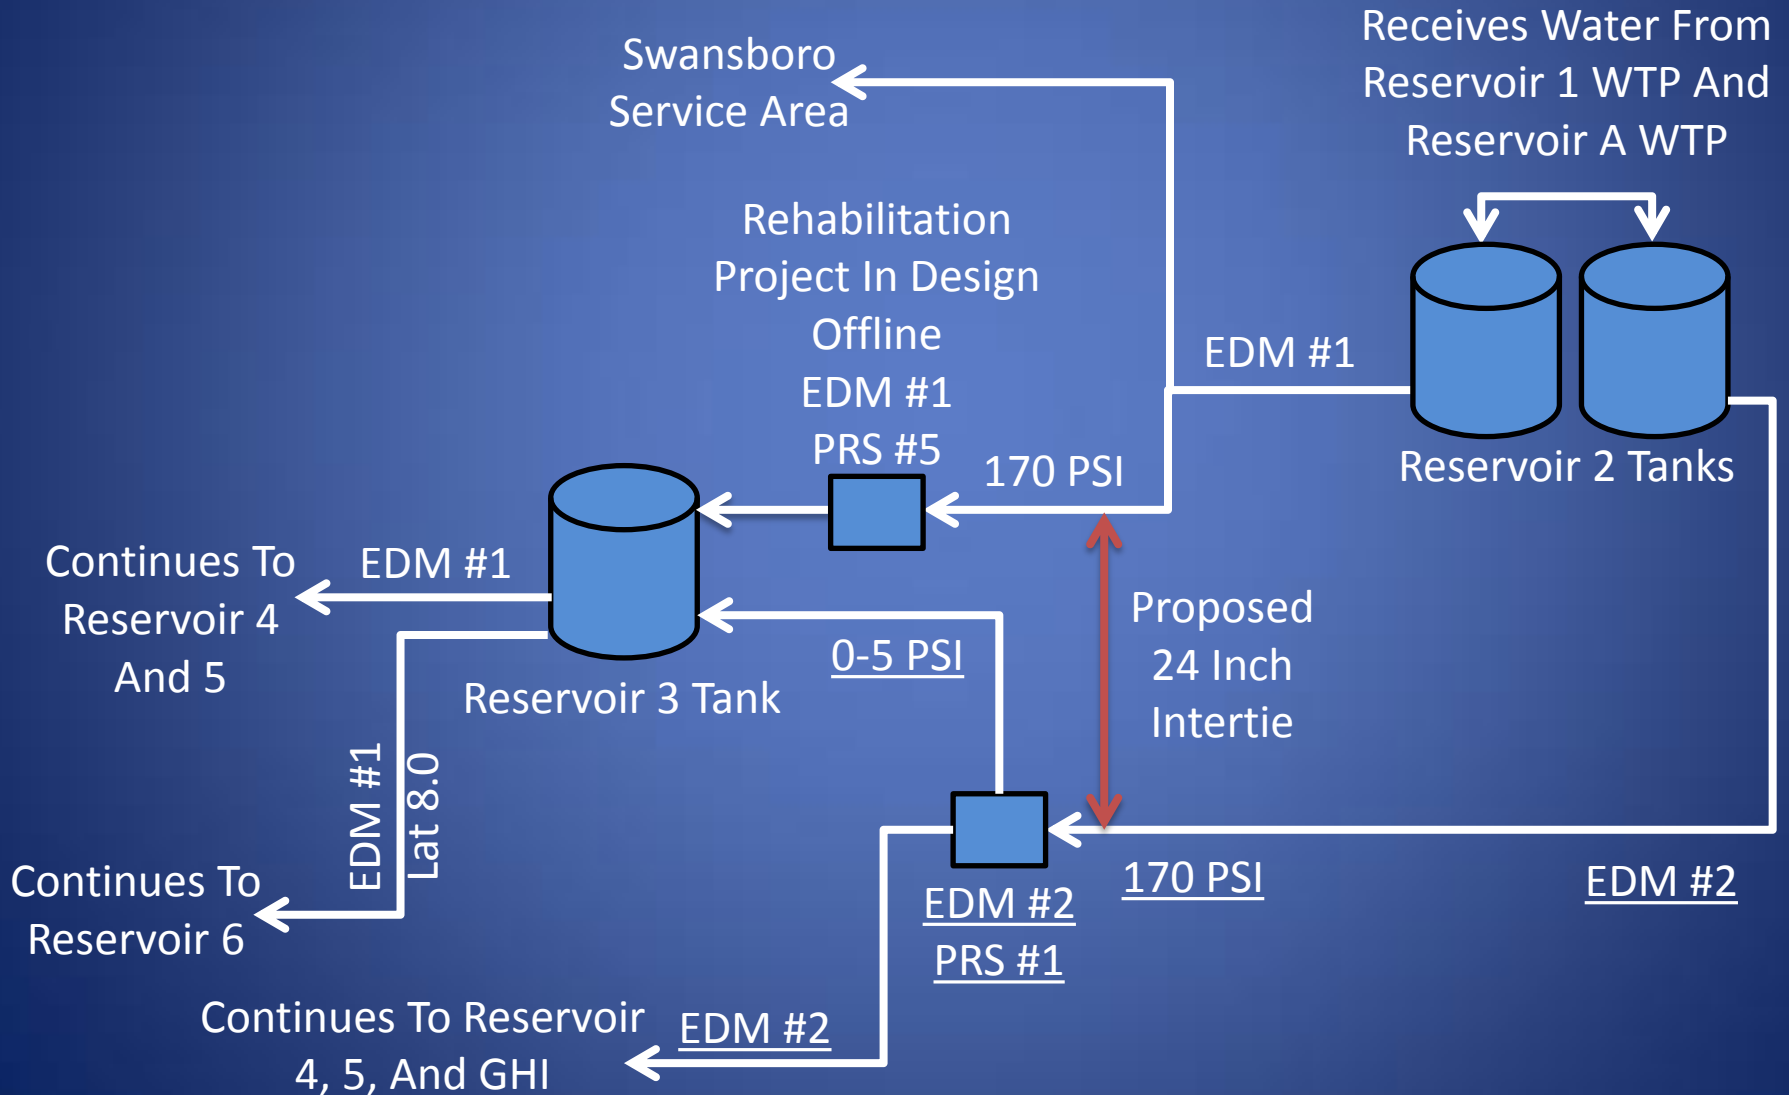 Receives Water From
Reservoir 1 WTP And
Reservoir A WTP
Swansboro
Service Area
Rehabilitation
Project In Design
Offline
EDM #1
PRS #5
EDM #1
170 PSI
Reservoir 2 Tanks
Continues To
Reservoir 4
And 5
EDM #1
Reservoir 3 Tank
0-5 PSI
Proposed
24 Inch
Intertie
EDM #1
Lat 8.0
Continues To
Reservoir 6
EDM #2
PRS #1
170 PSI
EDM #2
Continues To Reservoir
4, 5, And GHI
EDM #2